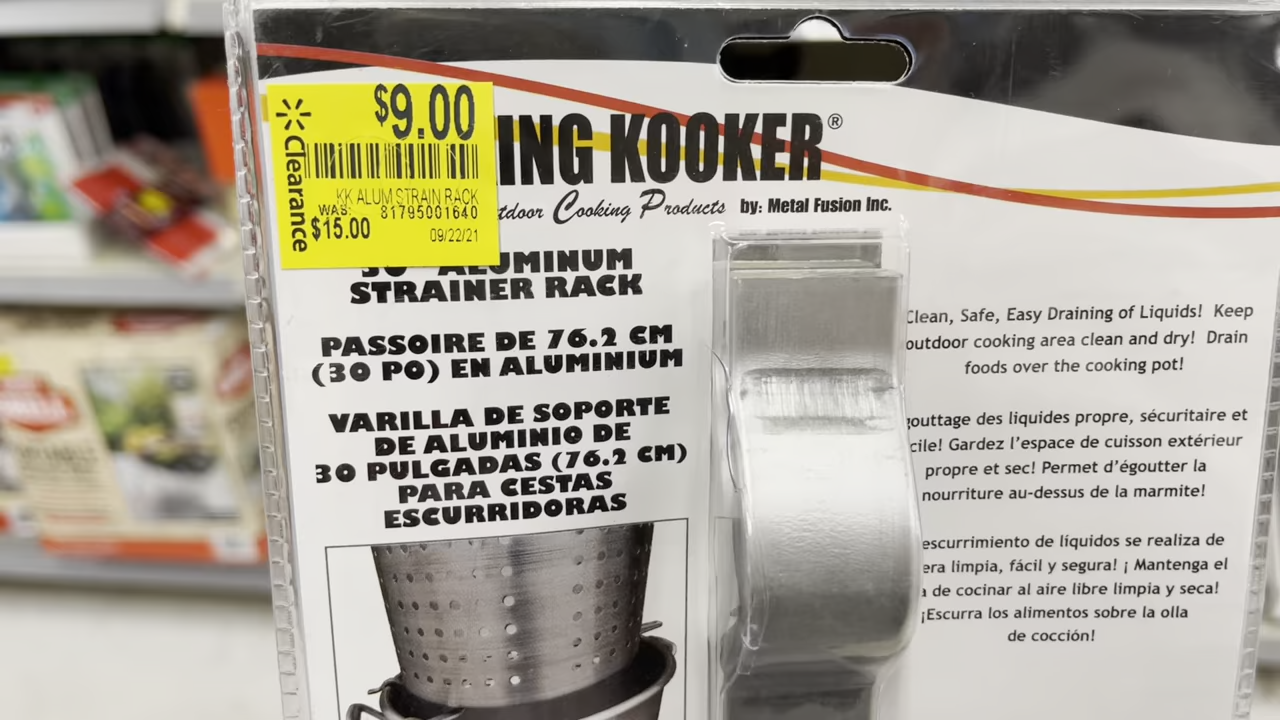 $9.00
Clearance
KK ALUM STRAIN RACK
WAS: 81795001640
$15.00
09/22/21
ING KOOKER®
tdoor Cooking Products by: Metal Fusion Inc.
30" ALUMINUM
STRAINER RACK
PASSOIRE DE 76.2 CM
(30 PO) EN ALUMINIUM
VARILLA DE SOPORTE
DE ALUMINIO DE
30 PULGADAS (76.2 CM)
PARA CESTAS
ESCURRIDORAS
Clean, Safe, Easy Draining of Liquids! Keep
outdoor cooking area clean and dry! Drain
foods over the cooking pot!
gouttage des liquides propre, sécuritaire et
cile! Gardez l'espace de cuisson extérieur
propre et sec! Permet d'égoutter la
nourriture au-dessus de la marmite!
escurrimiento de líquidos se realiza de
era limpia, fácil y segura! ¡ Mantenga el
a de cocinar al aire libre limpia y seca!
¡Escurra los alimentos sobre la olla
de cocción!